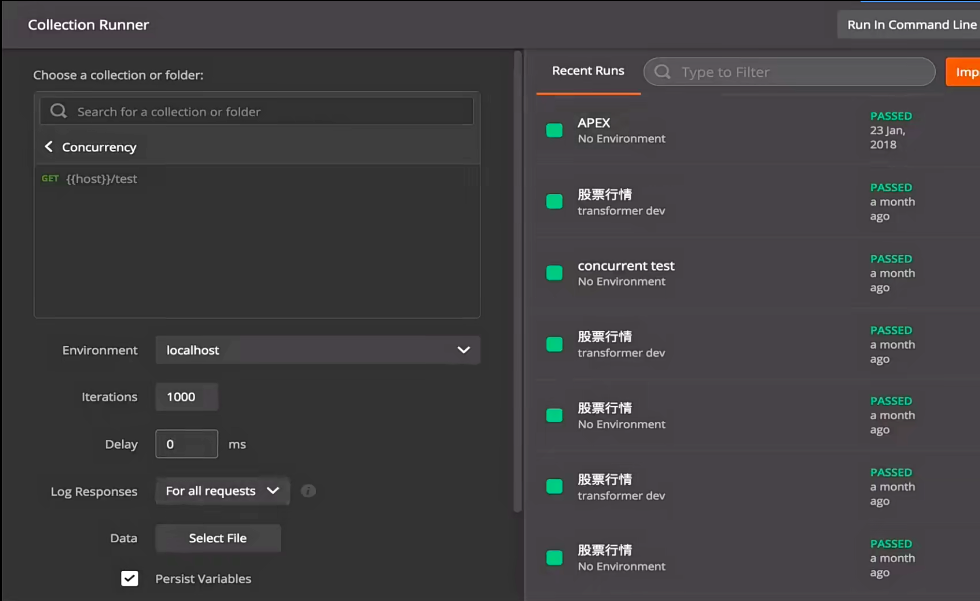 Collection Runner
Run In Command Line
Choose a collection or folder:
Search for a collection or folder
Concurrency
GET {{host}}/test
Environment
localhost
Iterations
1000
Delay
0
ms
Log Responses
For all requests
Data
Select File
Persist Variables
Recent Runs
Type to Filter
Imp
APEX
No Environment
PASSED
23 Jan,
2018
股票行情
transformer dev
PASSED
a month
ago
concurrent test
No Environment
PASSED
a month
ago
股票行情
transformer dev
PASSED
a month
ago
股票行情
No Environment
PASSED
a month
ago
股票行情
transformer dev
PASSED
a month
ago
股票行情
No Environment
PASSED
a month
ago